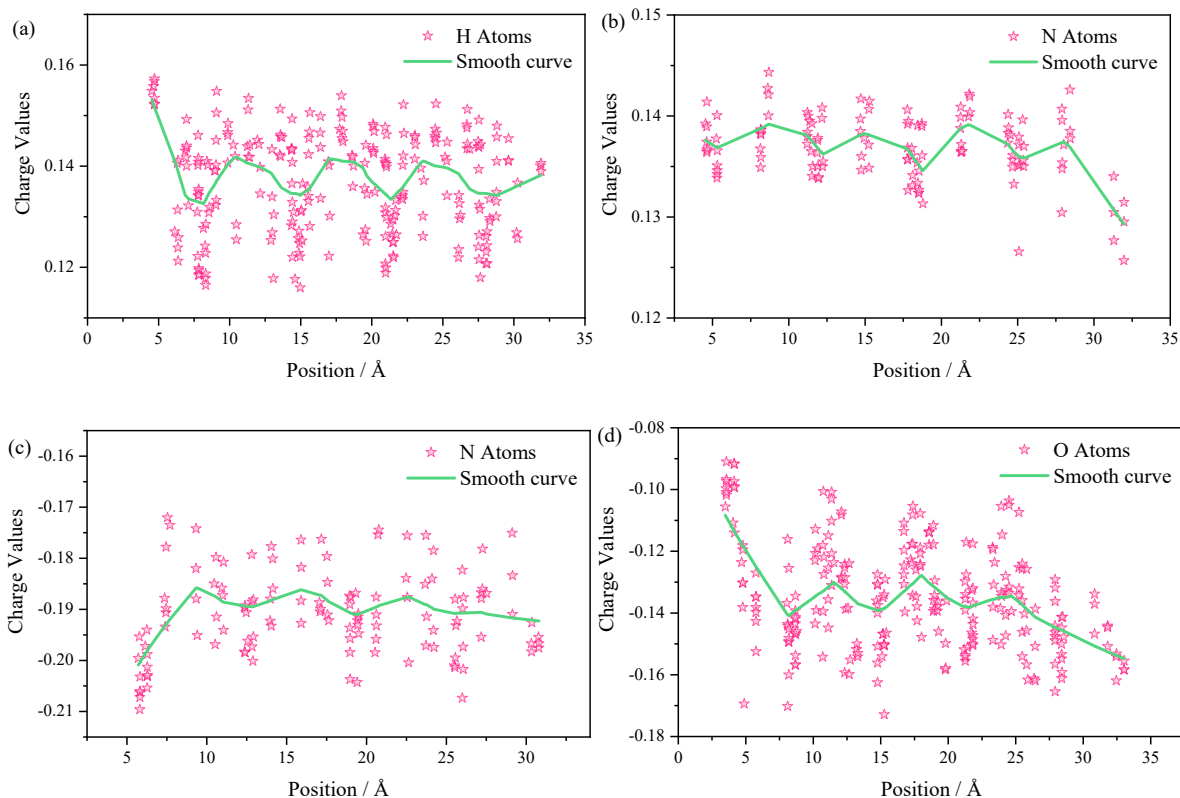 (a)
H Atoms
Smooth curve
0.16
0.14
0.12
Charge Values
0
5
10
15
20
25
30
35
Position / Å
(b)
N Atoms
Smooth curve
0.15
0.14
0.13
0.12
Charge Values
5
10
15
20
25
30
35
Position / Å
(c)
N Atoms
Smooth curve
-0.16
-0.17
-0.18
-0.19
-0.20
-0.21
Charge Values
5
10
15
20
25
30
Position / Å
(d)
O Atoms
Smooth curve
-0.08
-0.10
-0.12
-0.14
-0.16
-0.18
Charge Values
0
5
10
15
20
25
30
35
Position / Å